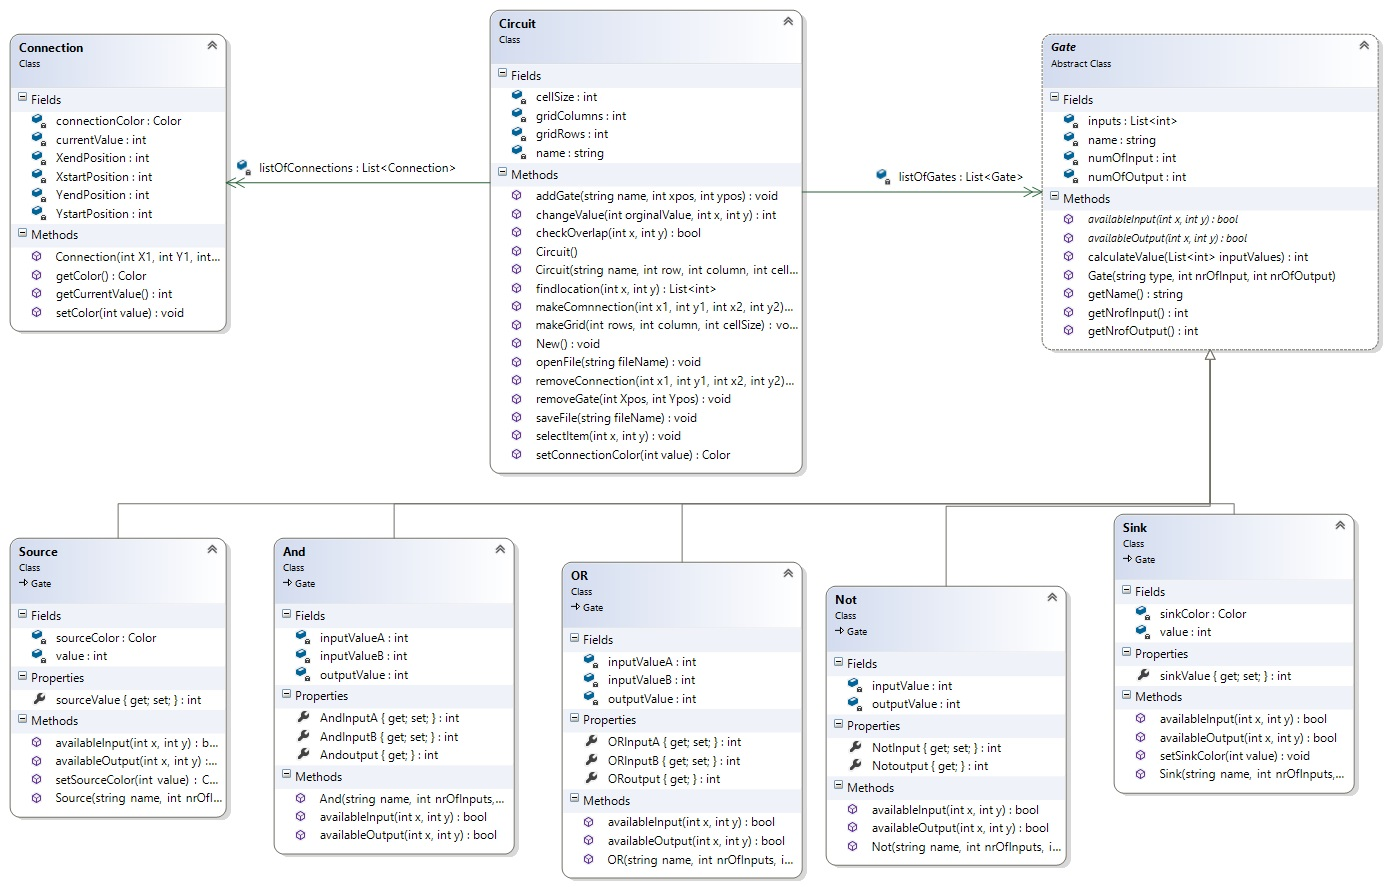 Connection
Class
Fields
connectionColor : Color
currentValue : int
XendPosition : int
XstartPosition : int
YendPosition : int
YstartPosition : int
Methods
Connection(int X1, int Y1, int...
getColor() : Color
getCurrentValue() : int
setColor(int value) : void
listOfConnections : List<Connection>
Circuit
Class
Fields
cellSize : int
gridColumns : int
gridRows : int
name : string
Methods
addGate(string name, int xpos, int ypos) : void
changeValue(int orginalValue, int x, int y) : int
checkOverlap(int x, int y) : bool
Circuit()
Circuit(string name, int row, int column, int cell...
findlocation(int x, int y) : List<int>
makeComnnection(int x1, int y1, int x2, int y2)...
makeGrid(int rows, int column, int cellSize) : vo...
New() : void
openFile(string fileName) : void
removeConnection(int x1, int y1, int x2, int y2)...
removeGate(int Xpos, int Ypos) : void
saveFile(string fileName) : void
selectItem(int x, int y) : void
setConnectionColor(int value) : Color
listOfGates : List<Gate>
Gate
Abstract Class
Fields
inputs : List<int>
name : string
numOfInput : int
numOfOutput : int
Methods
availableInput(int x, int y) : bool
availableOutput(int x, int y) : bool
calculateValue(List<int> inputValues) : int
Gate(string type, int nrOfInput, int nrOfOutput)
getName() : string
getNrofInput() : int
getNrofOutput() : int
Source
Class
Gate
Fields
sourceColor : Color
value : int
Properties
sourceValue { get; set; } : int
Methods
availableInput(int x, int y) : b...
availableOutput(int x, int y) :...
setSourceColor(int value) : C...
Source(string name, int nrOfI...
And
Class
Gate
Fields
inputValueA : int
inputValueB : int
outputValue : int
Properties
AndInputA { get; set; } : int
AndInputB { get; set; } : int
Andoutput { get; } : int
Methods
And(string name, int nrOfInputs,...
availableInput(int x, int y) : bool
availableOutput(int x, int y) : bool
OR
Class
Gate
Fields
inputValueA : int
inputValueB : int
outputValue : int
Properties
ORInputA { get; set; } : int
ORInputB { get; set; } : int
ORoutput { get; } : int
Methods
availableInput(int x, int y) : bool
availableOutput(int x, int y) : bool
OR(string name, int nrOfInputs, i...
Not
Class
Gate
Fields
inputValue : int
outputValue : int
Properties
NotInput { get; set; } : int
Notoutput { get; } : int
Methods
availableInput(int x, int y) : bool
availableOutput(int x, int y) : bool
Not(string name, int nrOfInputs, i...
Sink
Class
Gate
Fields
sinkColor : Color
value : int
Properties
sinkValue { get; set; } : int
Methods
availableInput(int x, int y) : bool
availableOutput(int x, int y) : bool
setSinkColor(int value) : void
Sink(string name, int nrOfInputs,...